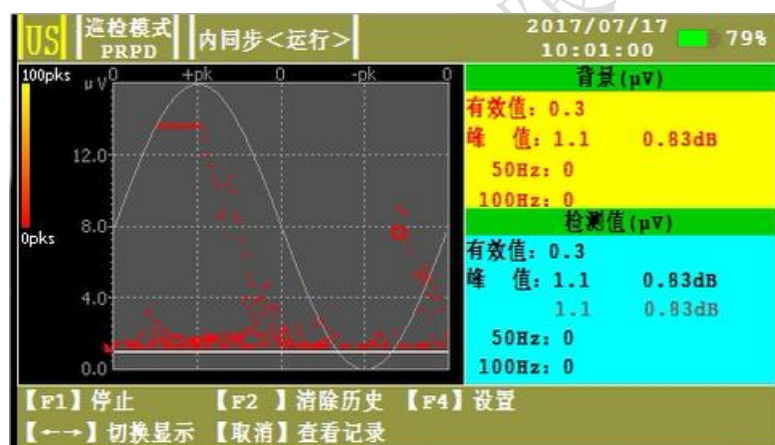 US
巡检模式
PRPD
内同步<运行>
2017/07/17
10:01:00
79%
100pks
0pks
μV
0 +pk 0 -pk 0
12.0
8.0
4.0
0.0
背景(μV)
有效值: 0.3
峰 值: 1.1 0.83dB
50Hz: 0
100Hz: 0
检测值(μV)
有效值: 0.3
峰 值: 1.1 0.83dB
1.1 0.83dB
50Hz: 0
100Hz: 0
【F1】停止 【F2 】清除历史 【F4】设置
【←→】切换显示 【取消】查看记录